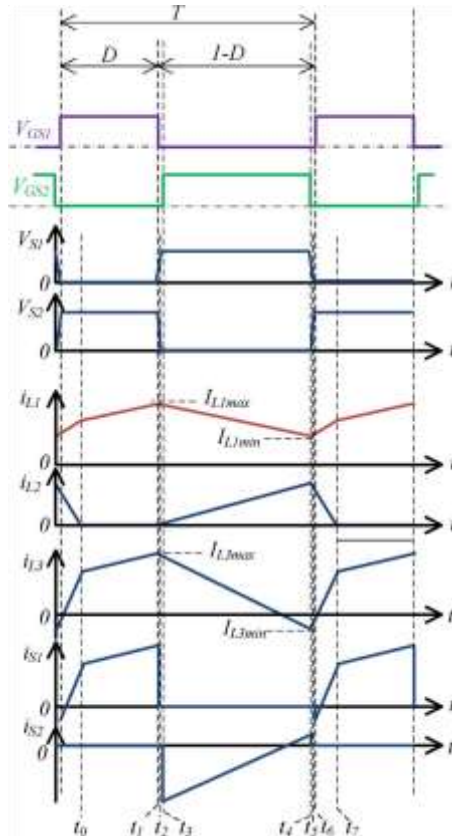 T
D
1-D
VGS1
VGS2
VS1
0
t
VS2
0
t
iL1
IL1max
IL1min
0
t
iL2
0
t
iL3
IL3max
0
IL3min
t
iS1
0
t
iS2
0
t
t0 t1 t2 t3 t4 t5 t6 t7